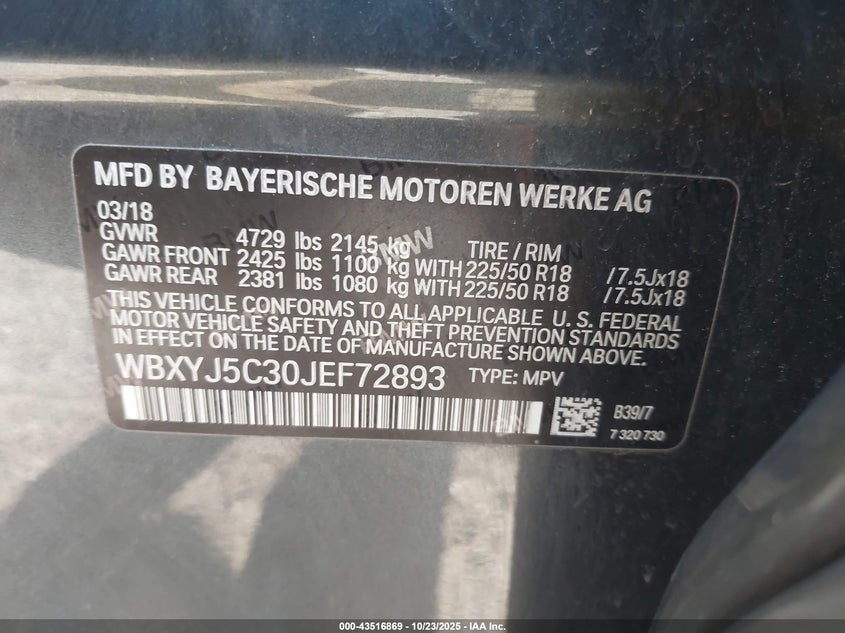 MFD BY BAYERISCHE MOTOREN WERKE AG
03/18
GVWR 4729 lbs 2145 kg TIRE / RIM
GAWR FRONT 2425 lbs 1100 kg WITH 225/50 R18 / 7.5Jx18
GAWR REAR 2381 lbs 1080 kg WITH 225/50 R18 / 7.5Jx18
THIS VEHICLE CONFORMS TO ALL APPLICABLE U. S. FEDERAL
MOTOR VEHICLE SAFETY AND THEFT PREVENTION STANDARDS
IN EFFECT ON THE DATE OF MANUFACTURE SHOWN ABOVE.
WBXYJ5C30JEF72893 TYPE: MPV
B39/7
7 320 730
000-43516869 - 10/23/2025 - IAA Inc.